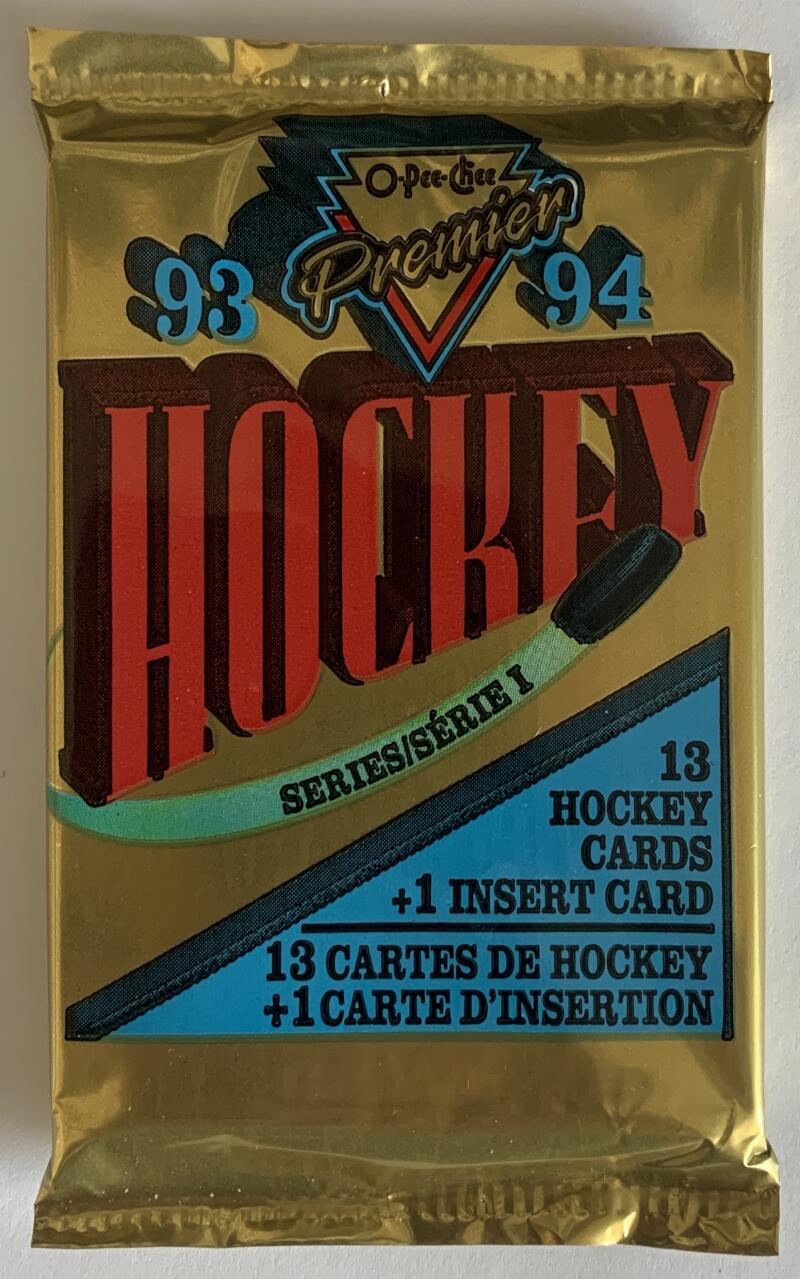 O-Pee-Chee
Premier
93 94
HOCKEY
SERIES/SÉRIE I
13
HOCKEY
CARDS
+1 INSERT CARD
13 CARTES DE HOCKEY
+1 CARTE D'INSERTION